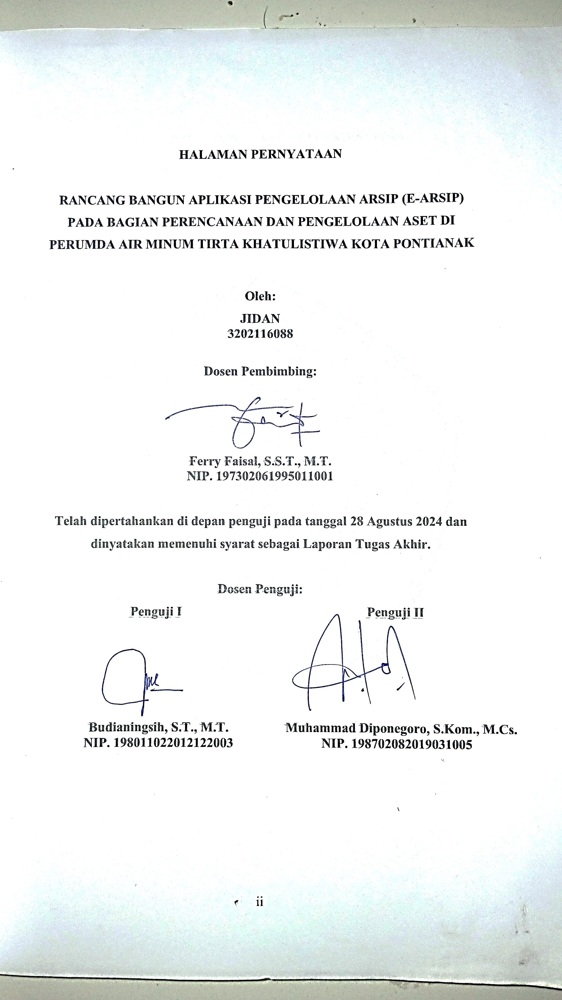 HALAMAN PERNYATAAN
RANCANG BANGUN APLIKASI PENGELOLAAN ARSIP (E-ARSIP)
PADA BAGIAN PERENCANAAN DAN PENGELOLAAN ASET DI
PERUMDA AIR MINUM TIRTA KHATULISTIWA KOTA PONTIANAK
Oleh:
JIDAN
3202116088
Dosen Pembimbing:
Ferry Faisal, S.S.T., M.T.
NIP. 197302061995011001
Telah dipertahankan di depan penguji pada tanggal 28 Agustus 2024 dan
dinyatakan memenuhi syarat sebagai Laporan Tugas Akhir.
Dosen Penguji:
Penguji I
Penguji II
Budianingsih, S.T., M.T.
NIP. 198011022012122003
Muhammad Diponegoro, S.Kom., M.Cs.
NIP. 198702082019031005
ii